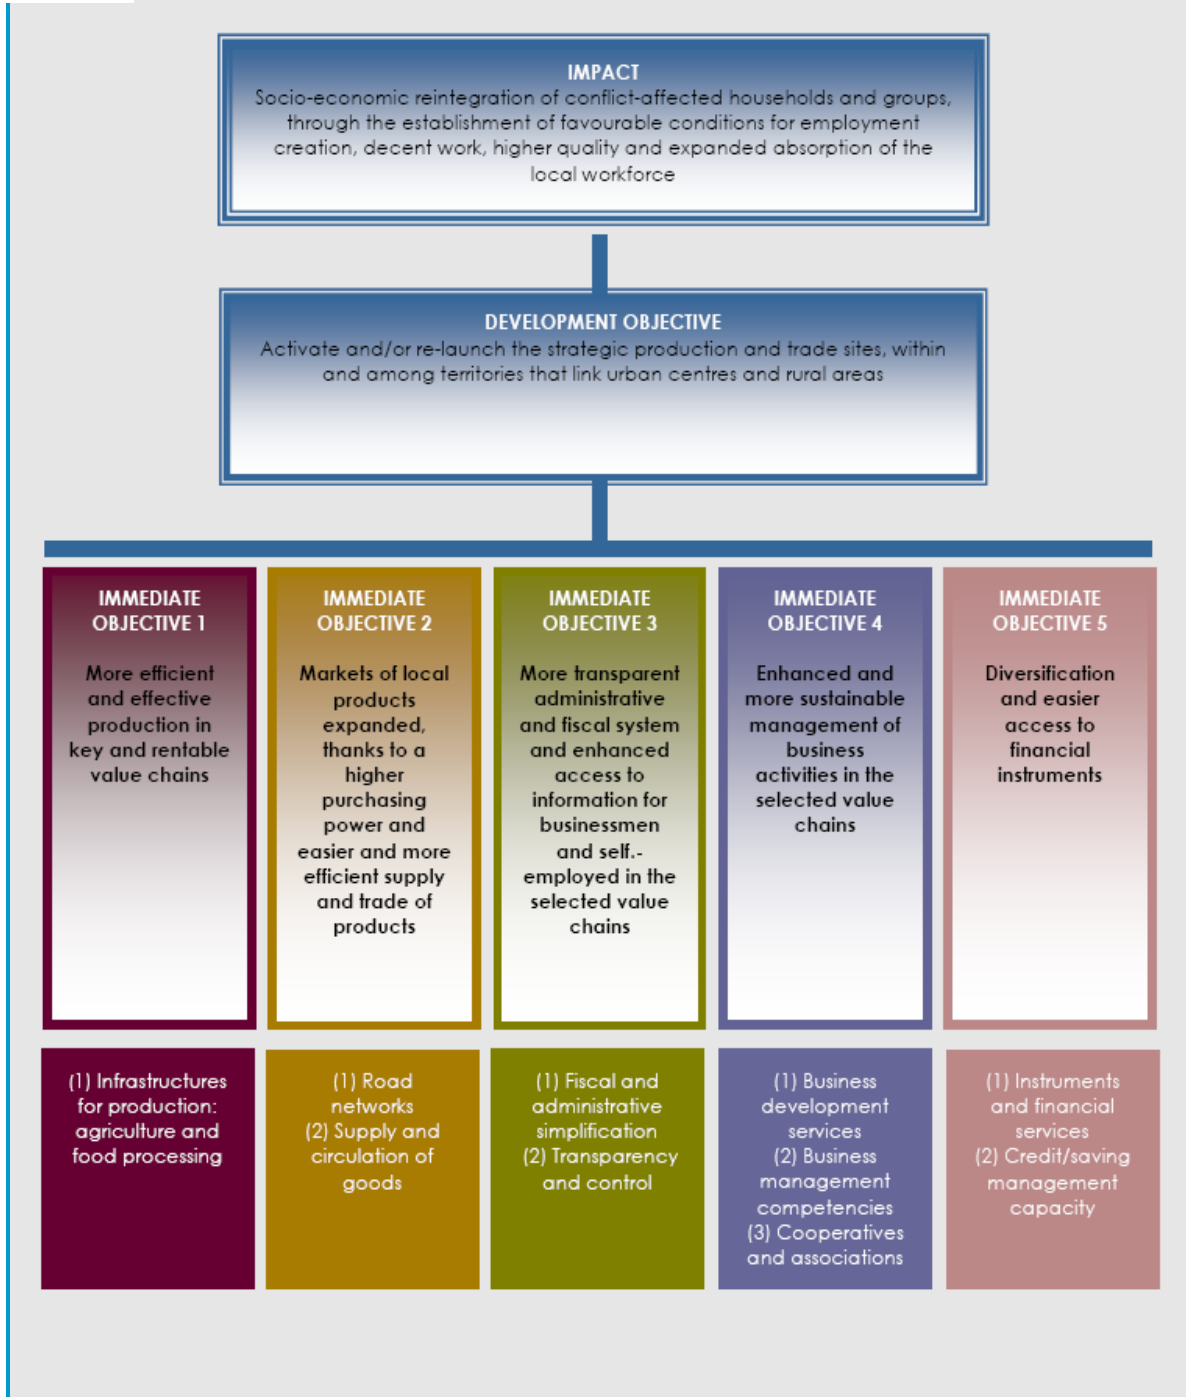 IMPACT
Socio-economic reintegration of conflict-affected households and groups,
through the establishment of favourable conditions for employment
creation, decent work, higher quality and expanded absorption of the
local workforce
DEVELOPMENT OBJECTIVE
Activate and/or re-launch the strategic production and trade sites, within
and among territories that link urban centres and rural areas
IMMEDIATE
OBJECTIVE 1
More efficient
and effective
production in
key and rentable
value chains
IMMEDIATE
OBJECTIVE 2
Markets of local
products
expanded,
thanks to a
higher
purchasing
power and
easier and more
efficient supply
and trade of
products
IMMEDIATE
OBJECTIVE 3
More transparent
administrative
and fiscal system
and enhanced
access to
information for
businessmen
and self.-
employed in the
selected value
chains
IMMEDIATE
OBJECTIVE 4
Enhanced and
more sustainable
management of
business
activities in the
selected value
chains
IMMEDIATE
OBJECTIVE 5
Diversification
and easier
access to
financial
instruments
(1) Infrastructures
for production:
agriculture and
food processing
(1) Road
networks
(2) Supply and
circulation of
goods
(1) Fiscal and
administrative
simplification
(2) Transparency
and control
(1) Business
development
services
(2) Business
management
competencies
(3) Cooperatives
and associations
(1) Instruments
and financial
services
(2) Credit/saving
management
capacity